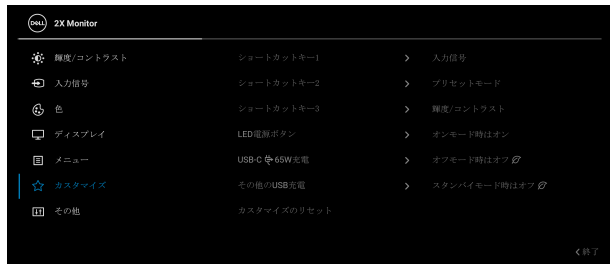 DELL 2X Monitor
輝度/コントラスト ショートカットキー1 入力信号
入力信号 ショートカットキー2 プリセットモード
色 ショートカットキー3 輝度/コントラスト
ディスプレイ LED電源ボタン オンモード時はオン
メニュー USB-C 65W充電 オフモード時はオフ
カスタマイズ その他のUSB充電 スタンバイモード時はオフ
その他 カスタマイズのリセット
終了